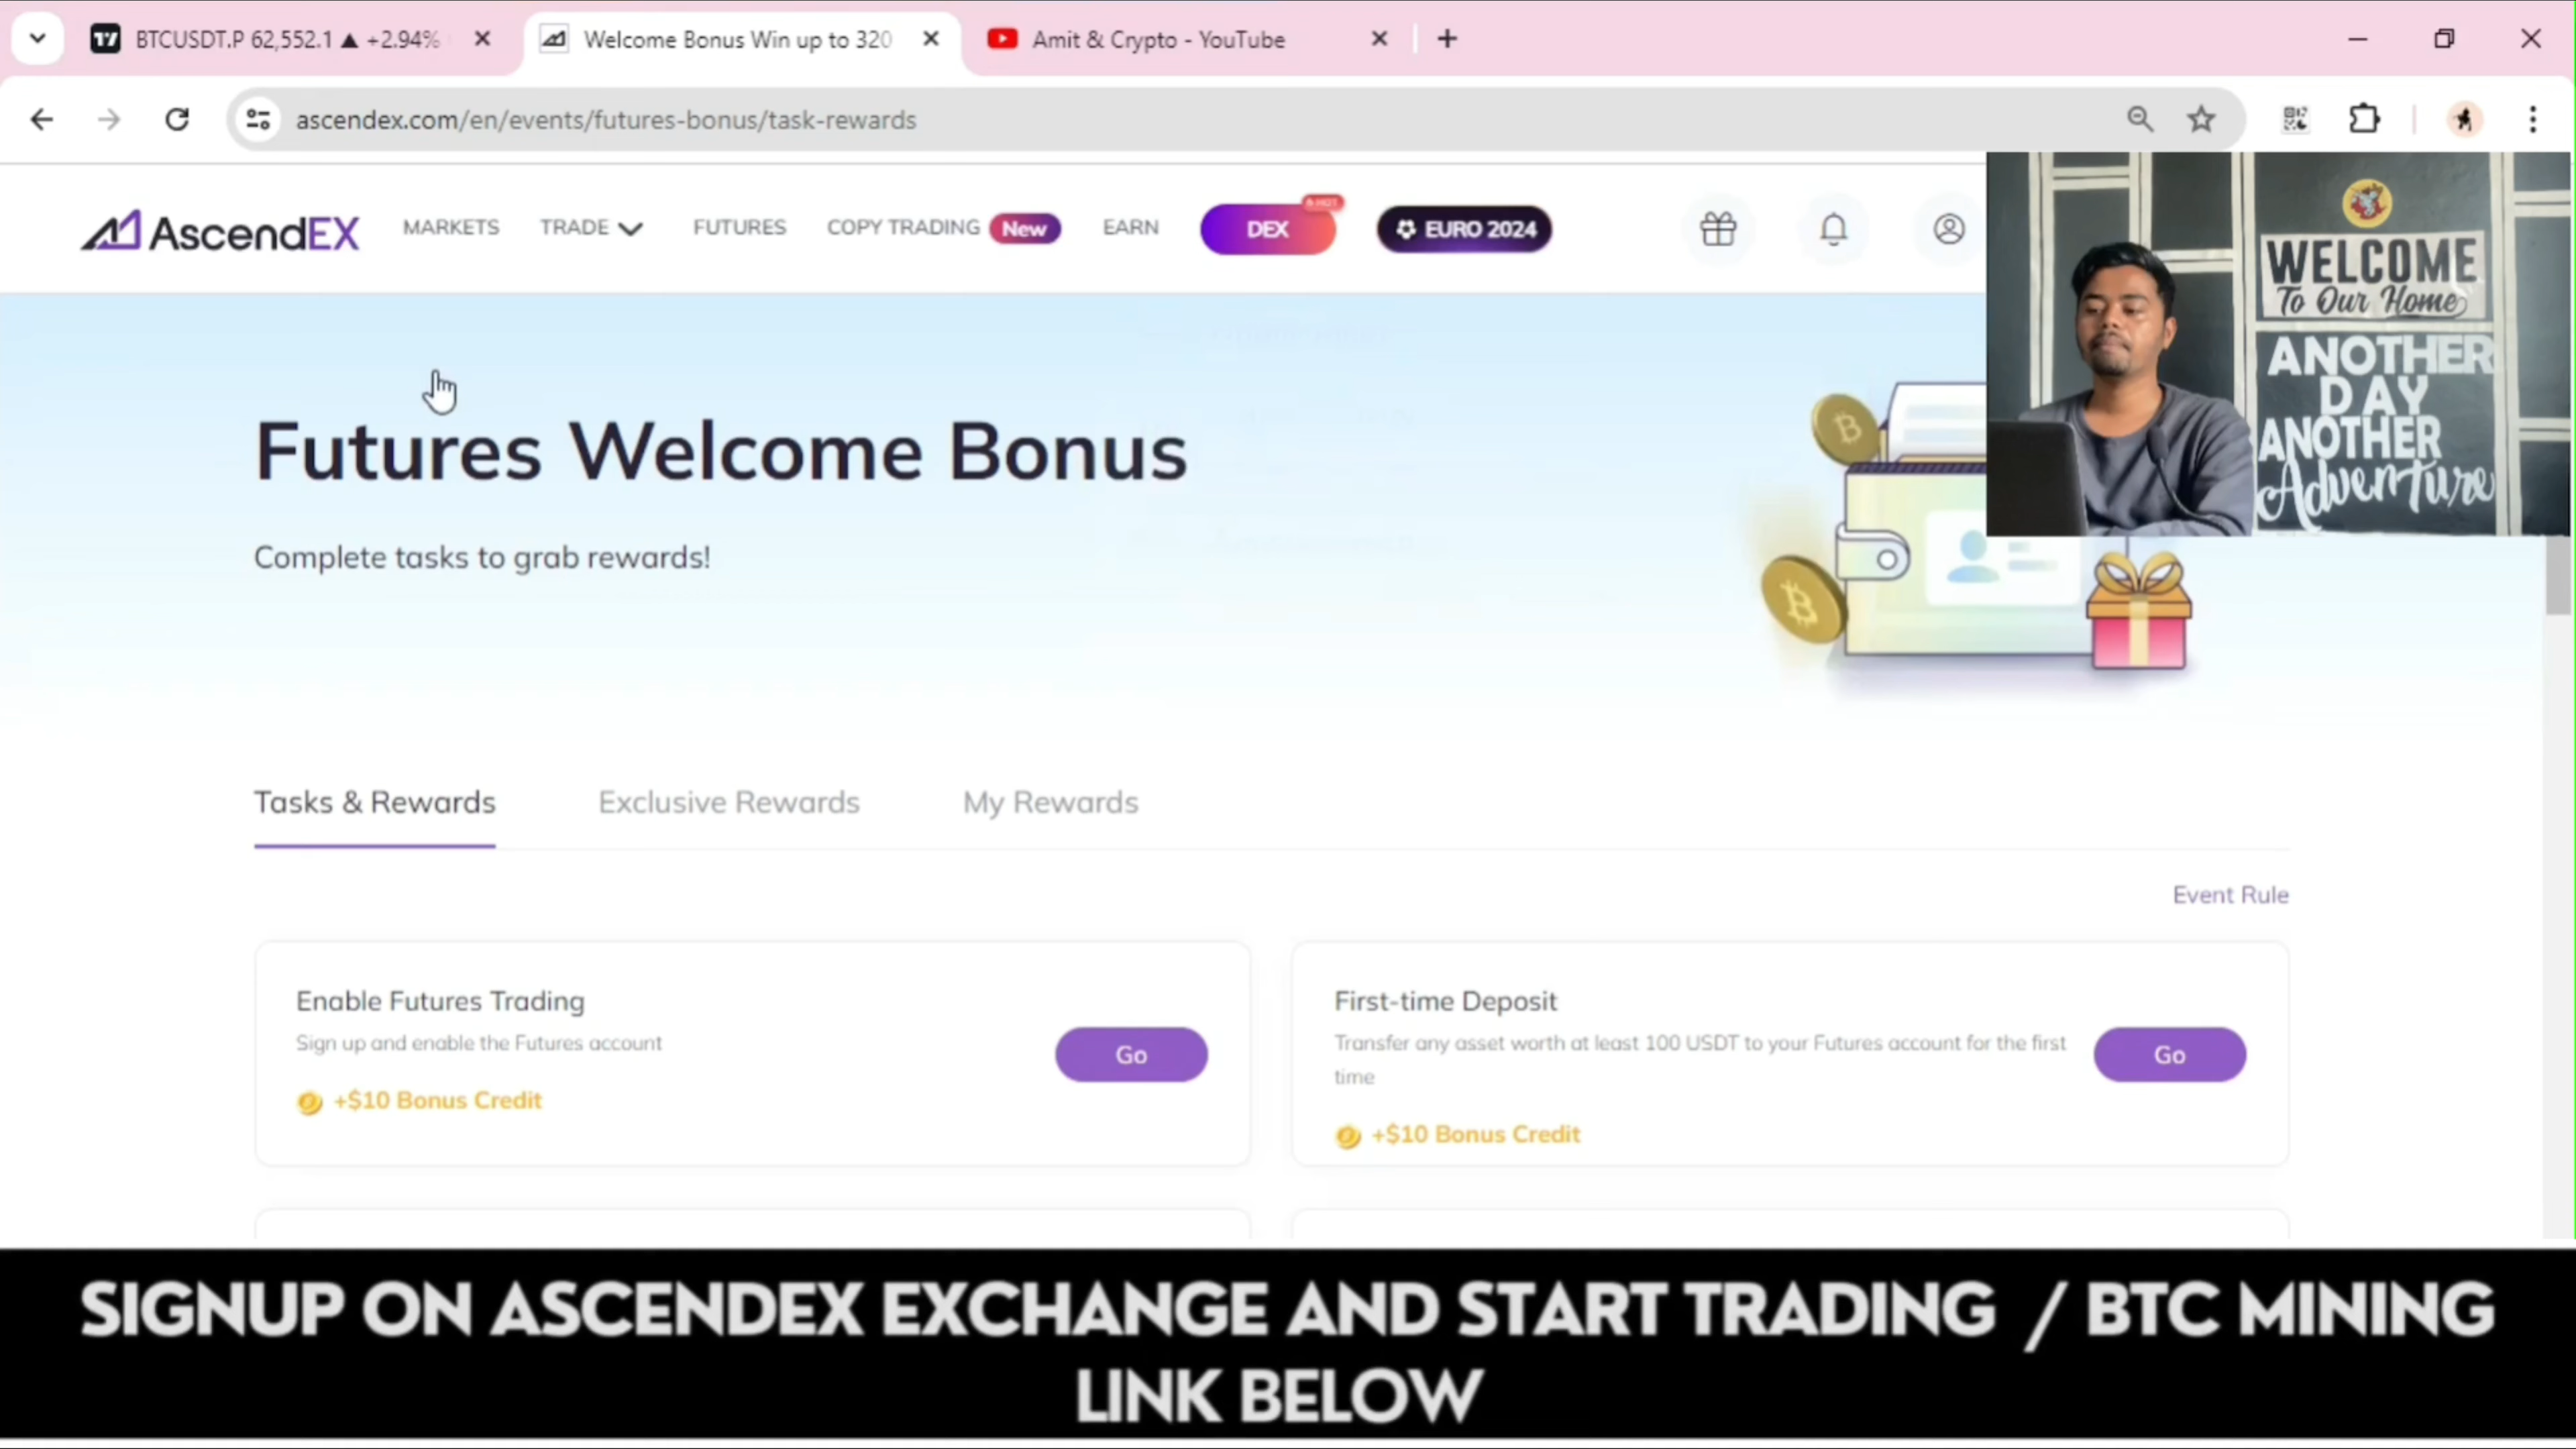 BTCUSDT.P 62,552.1 ▲ +2.94%
Welcome Bonus Win up to 320
Amit & Crypto - YouTube
ascendex.com/en/events/futures-bonus/task-rewards
AscendEX
MARKETS
TRADE
FUTURES
COPY TRADING New
EARN
DEX
HOT
EURO 2024
WELCOME
To Our Home
ANOTHER
DAY
ANOTHER
Adventure
Futures Welcome Bonus
Complete tasks to grab rewards!
Tasks & Rewards
Exclusive Rewards
My Rewards
Event Rule
Enable Futures Trading
Sign up and enable the Futures account
+$10 Bonus Credit
Go
First-time Deposit
Transfer any asset worth at least 100 USDT to your Futures account for the first
time
+$10 Bonus Credit
Go
SIGNUP ON ASCENDEX EXCHANGE AND START TRADING / BTC MINING
LINK BELOW